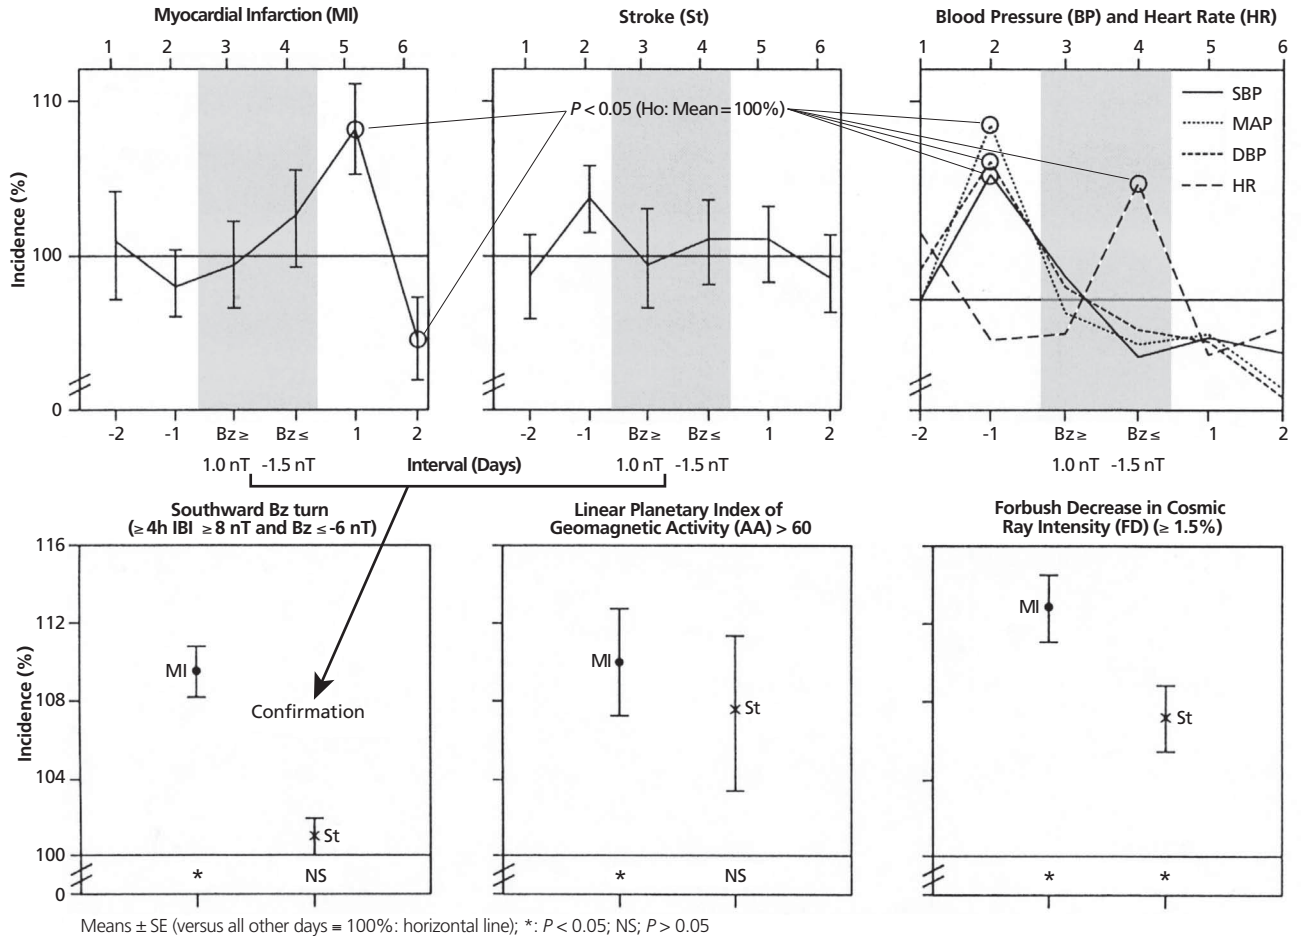 Myocardial Infarction (MI)
Stroke (St)
Blood Pressure (BP) and Heart Rate (HR)
1 2 3 4 5 6
1 2 3 4 5 6
1 2 3 4 5 6
Incidence (%)
110
100
0
P < 0.05 (Ho: Mean = 100%)
SBP
MAP
DBP
HR
-2 -1 Bz ≥ Bz ≤ 1 2
1.0 nT -1.5 nT
-2 -1 Bz ≥ Bz ≤ 1 2
1.0 nT -1.5 nT
-2 -1 Bz ≥ Bz ≤ 1 2
1.0 nT -1.5 nT
Interval (Days)
Southward Bz turn
(≥ 4h IBI ≥ 8 nT and Bz ≤ -6 nT)
Incidence (%)
116
112
108
104
100
0
MI
Confirmation
St
* NS
Linear Planetary Index of
Geomagnetic Activity (AA) > 60
MI
St
* NS
Forbush Decrease in Cosmic
Ray Intensity (FD) (≥ 1.5%)
MI
St
* *
Means ± SE (versus all other days ≡ 100%: horizontal line); *: P < 0.05; NS; P > 0.05